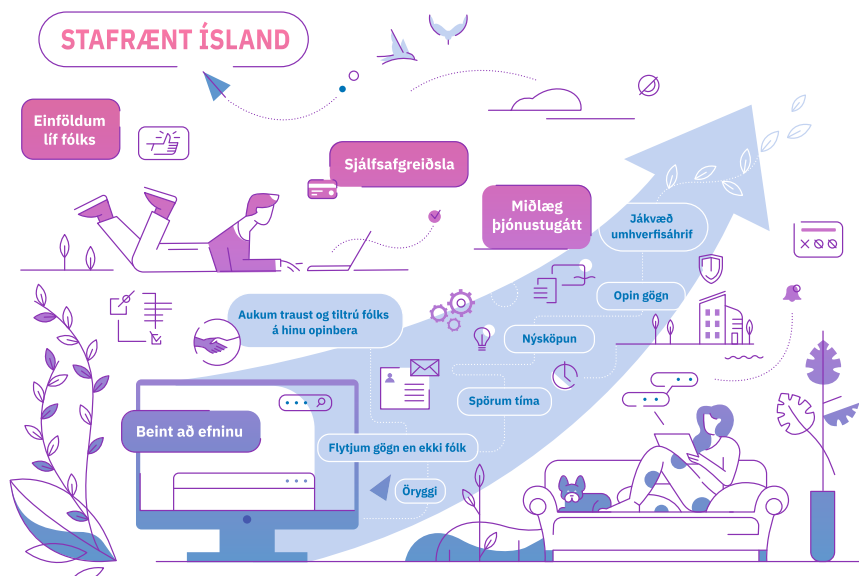 STAFRÆNT ÍSLAND
Einföldum
líf fólks
Sjálfsafgreiðsla
Miðlæg
þjónustugátt
Jákvæð
umhverfisáhrif
Opin gögn
Aukum traust og tiltrú fólks
á hinu opinbera
Nýsköpun
Spörum tíma
Beint að efninu
Flytjum gögn en ekki fólk
Öryggi